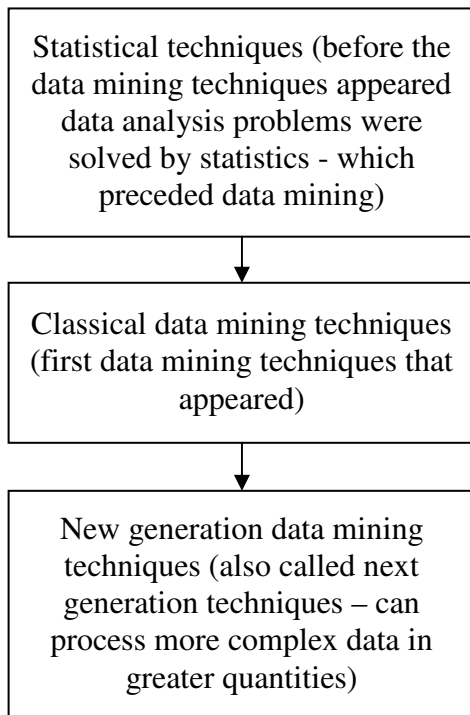 Statistical techniques (before the
data mining techniques appeared
data analysis problems were
solved by statistics - which
preceded data mining)
Classical data mining techniques
(first data mining techniques that
appeared)
New generation data mining
techniques (also called next
generation techniques – can
process more complex data in
greater quantities)